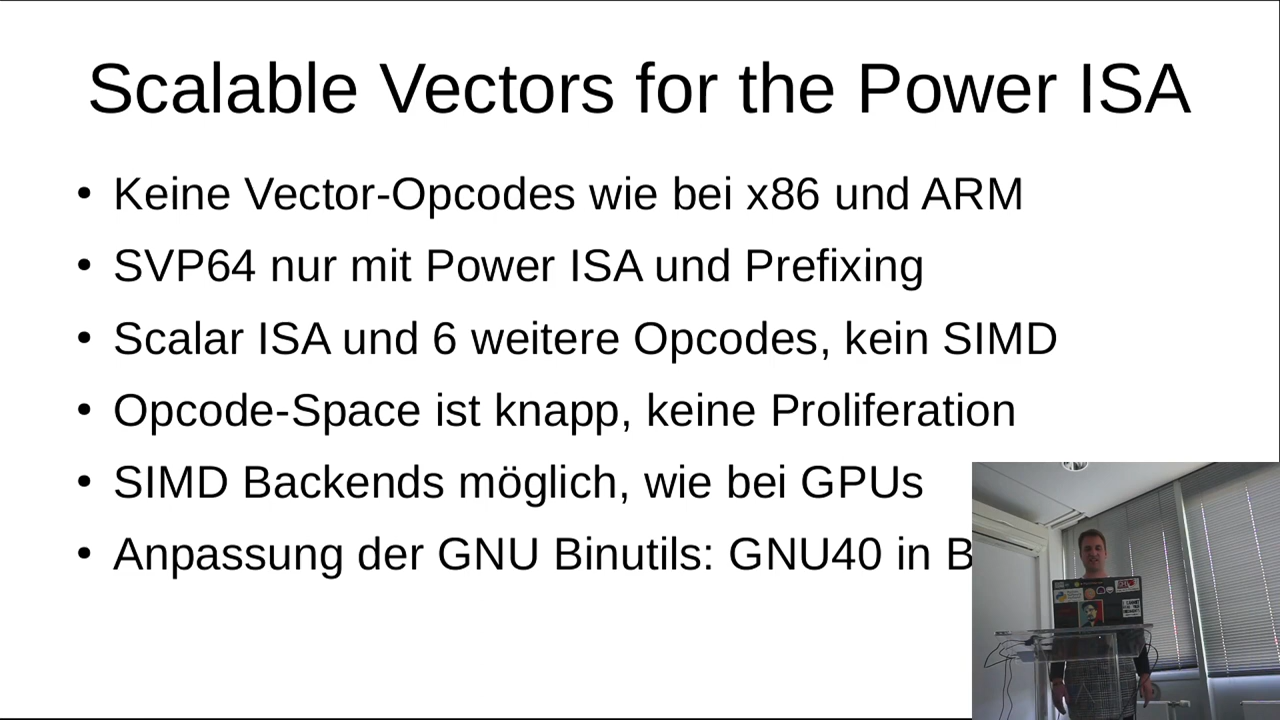 Scalable Vectors for the Power ISA
• Keine Vector-Opcodes wie bei x86 und ARM
• SVP64 nur mit Power ISA und Prefixing
• Scalar ISA und 6 weitere Opcodes, kein SIMD
• Opcode-Space ist knapp, keine Proliferation
• SIMD Backends möglich, wie bei GPUs
• Anpassung der GNU Binutils: GNU40 in